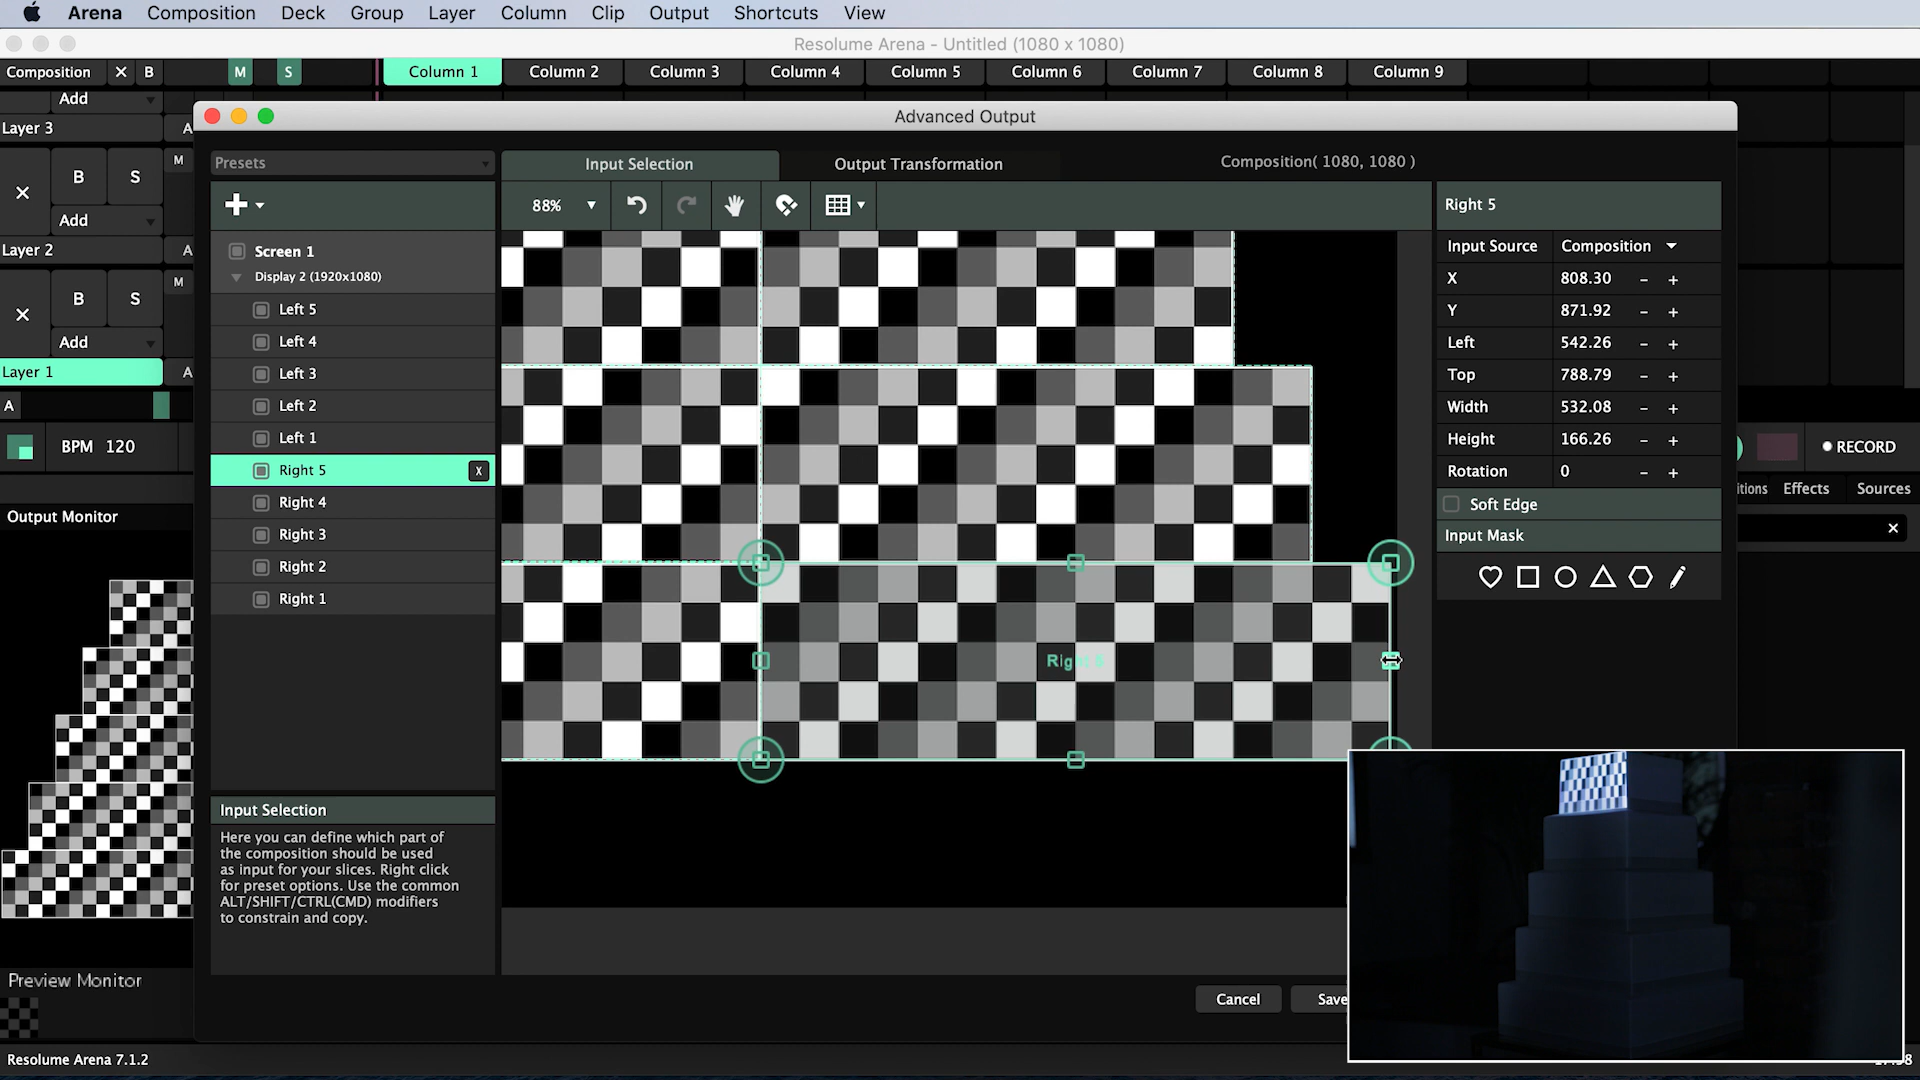 Arena Composition Deck Group Layer Column Clip Output Shortcuts View
Resolume Arena - Untitled (1080 x 1080)
Composition X B M S Column 1 Column 2 Column 3 Column 4 Column 5 Column 6 Column 7 Column 8 Column 9
Add
Layer 3 A
Advanced Output
Presets
Input Selection Output Transformation Composition( 1080, 1080 )
M
B S
Add
Layer 2 A
88%
Right 5
Screen 1
Display 2 (1920x1080)
Input Source Composition
X 808.30 - +
Y 871.92 - +
Left 542.26 - +
Top 788.79 - +
Width 532.08 - +
Height 166.26 - +
Rotation 0 - +
Soft Edge
Input Mask
M
B S
Add
Layer 1 A
A
BPM 120
Left 5
Left 4
Left 3
Left 2
Left 1
Right 5 X
Right 4
Right 3
Right 2
Right 1
RECORD
itions Effects Sources
Output Monitor
Right 5
Input Selection
Here you can define which part of
the composition should be used
as input for your slices. Right click
for preset options. Use the common
ALT/SHIFT/CTRL(CMD) modifiers
to constrain and copy.
Preview Monitor
Cancel Save
Resolume Arena 7.1.2